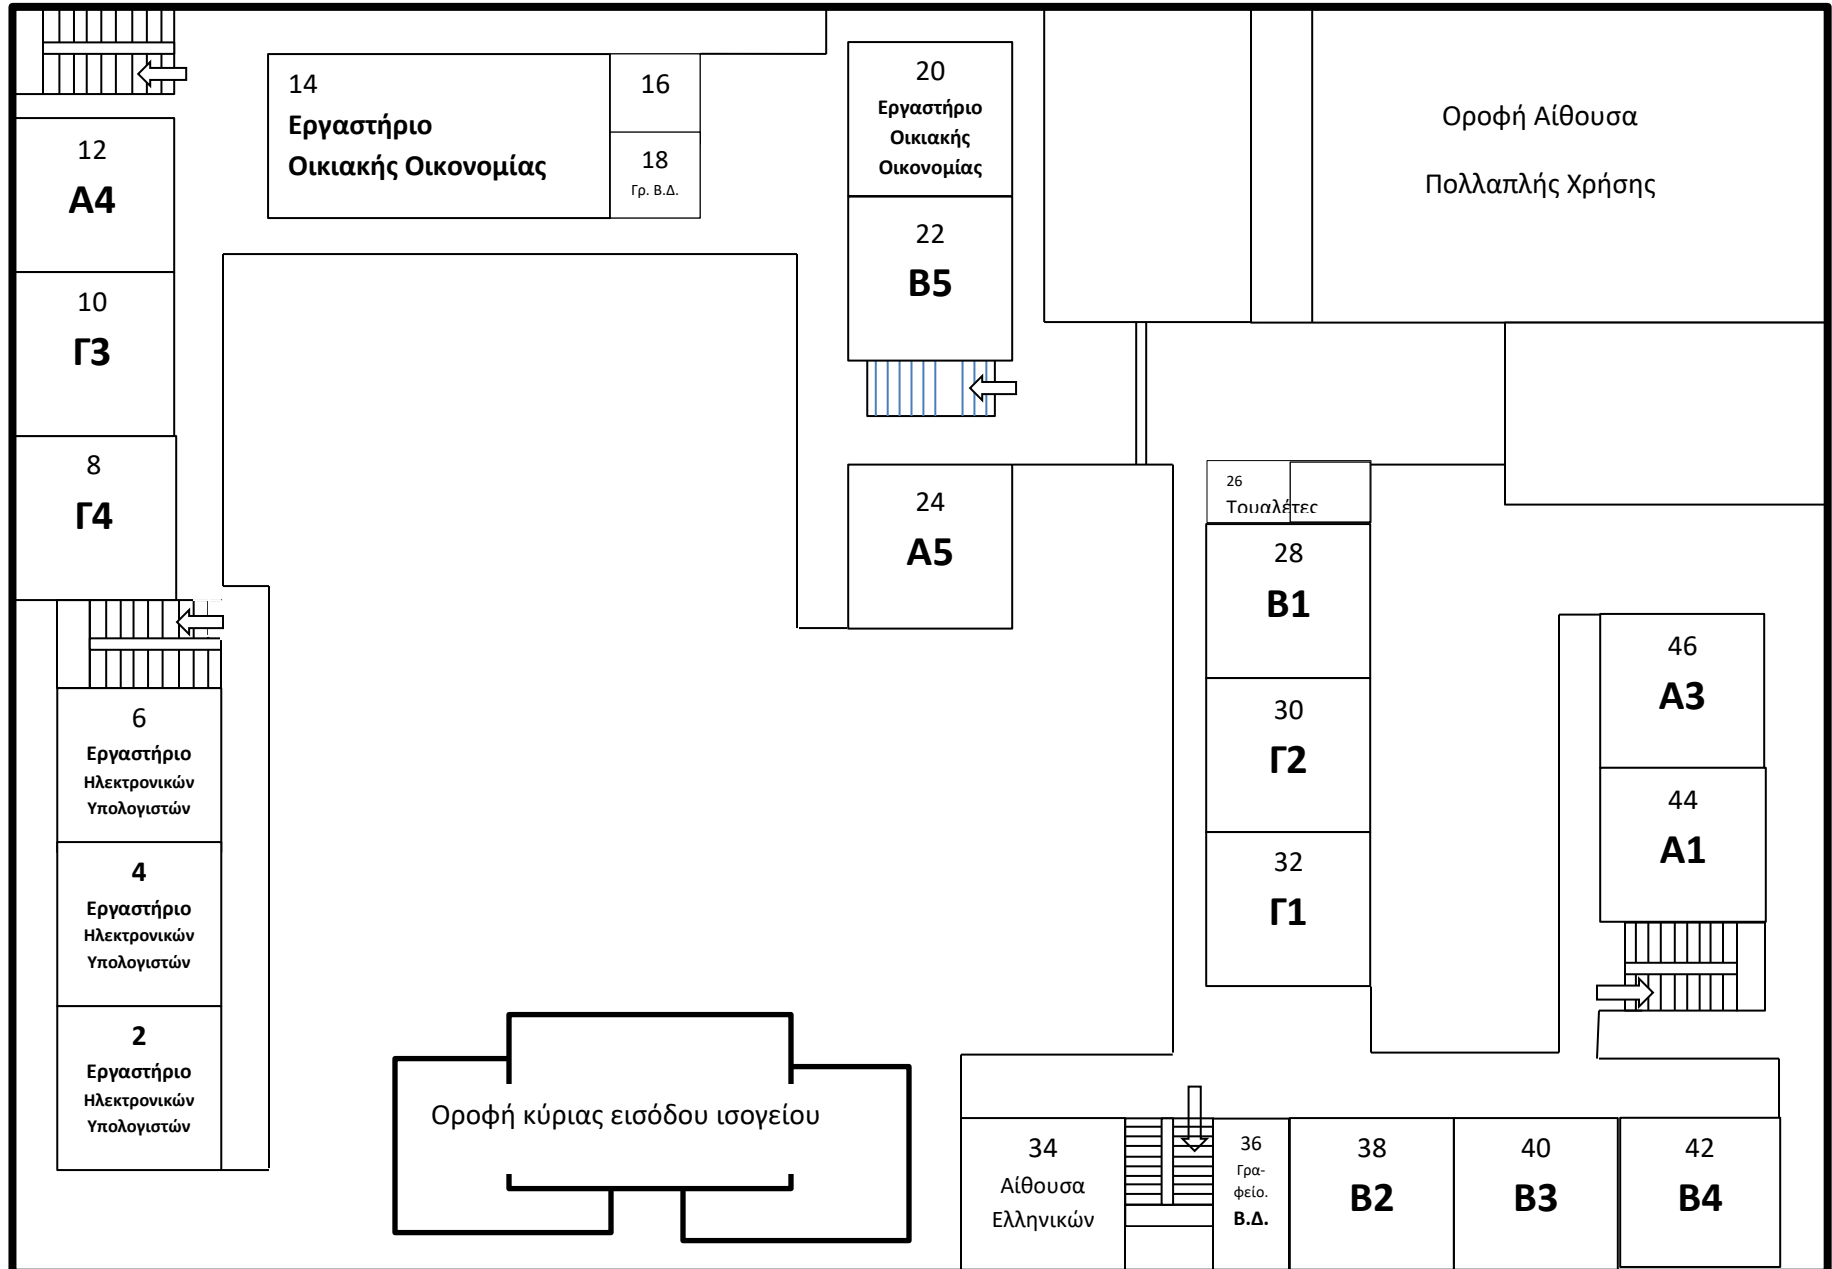 14
Εργαστήριο
Οικιακής Οικονομίας
16
18
Γρ. Β.Δ.
20
Εργαστήριο
Οικιακής
Οικονομίας
Οροφή Αίθουσα
Πολλαπλής Χρήσης
12
Α4
22
Β5
10
Γ3
8
Γ4
24
Α5
26
Τουαλέτες
28
Β1
46
Α3
6
Εργαστήριο
Ηλεκτρονικών
Υπολογιστών
30
Γ2
44
Α1
4
Εργαστήριο
Ηλεκτρονικών
Υπολογιστών
32
Γ1
2
Εργαστήριο
Ηλεκτρονικών
Υπολογιστών
Οροφή κύριας εισόδου ισογείου
34
Αίθουσα
Ελληνικών
36
Γρα-
φείο.
Β.Δ.
38
Β2
40
Β3
42
Β4